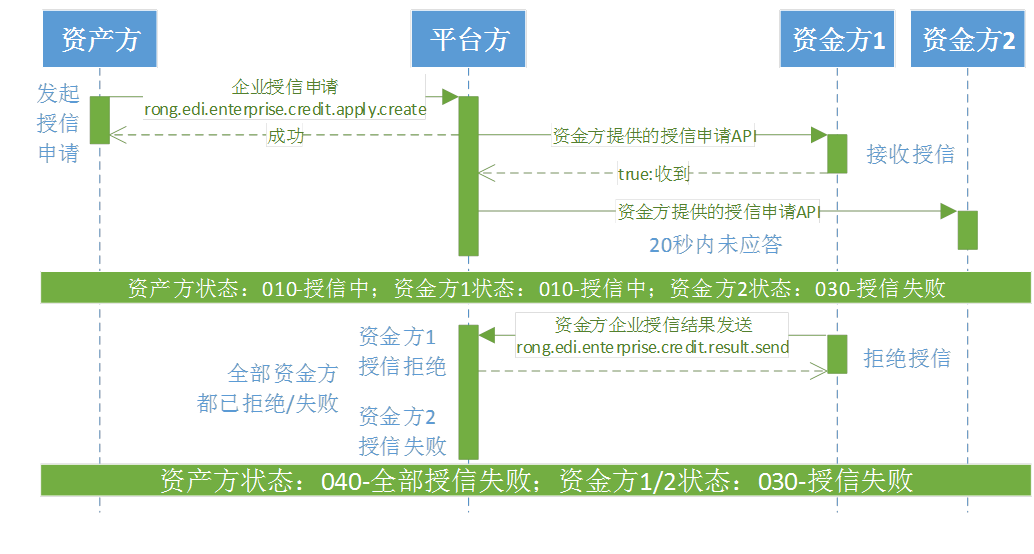 资产方
平台方
资金方1
资金方2
发起
授信
申请
企业授信申请
rong.edi.enterprise.credit.apply.create
成功
资金方提供的授信申请API
接收授信
true:收到
资金方提供的授信申请API
20秒内未应答
资产方状态：010-授信中；资金方1状态：010-授信中；资金方2状态：030-授信失败
资金方企业授信结果发送
rong.edi.enterprise.credit.result.send
资金方1
授信拒绝
拒绝授信
全部资金方
都已拒绝/失败
资金方2
授信失败
资产方状态：040-全部授信失败；资金方1/2状态：030-授信失败